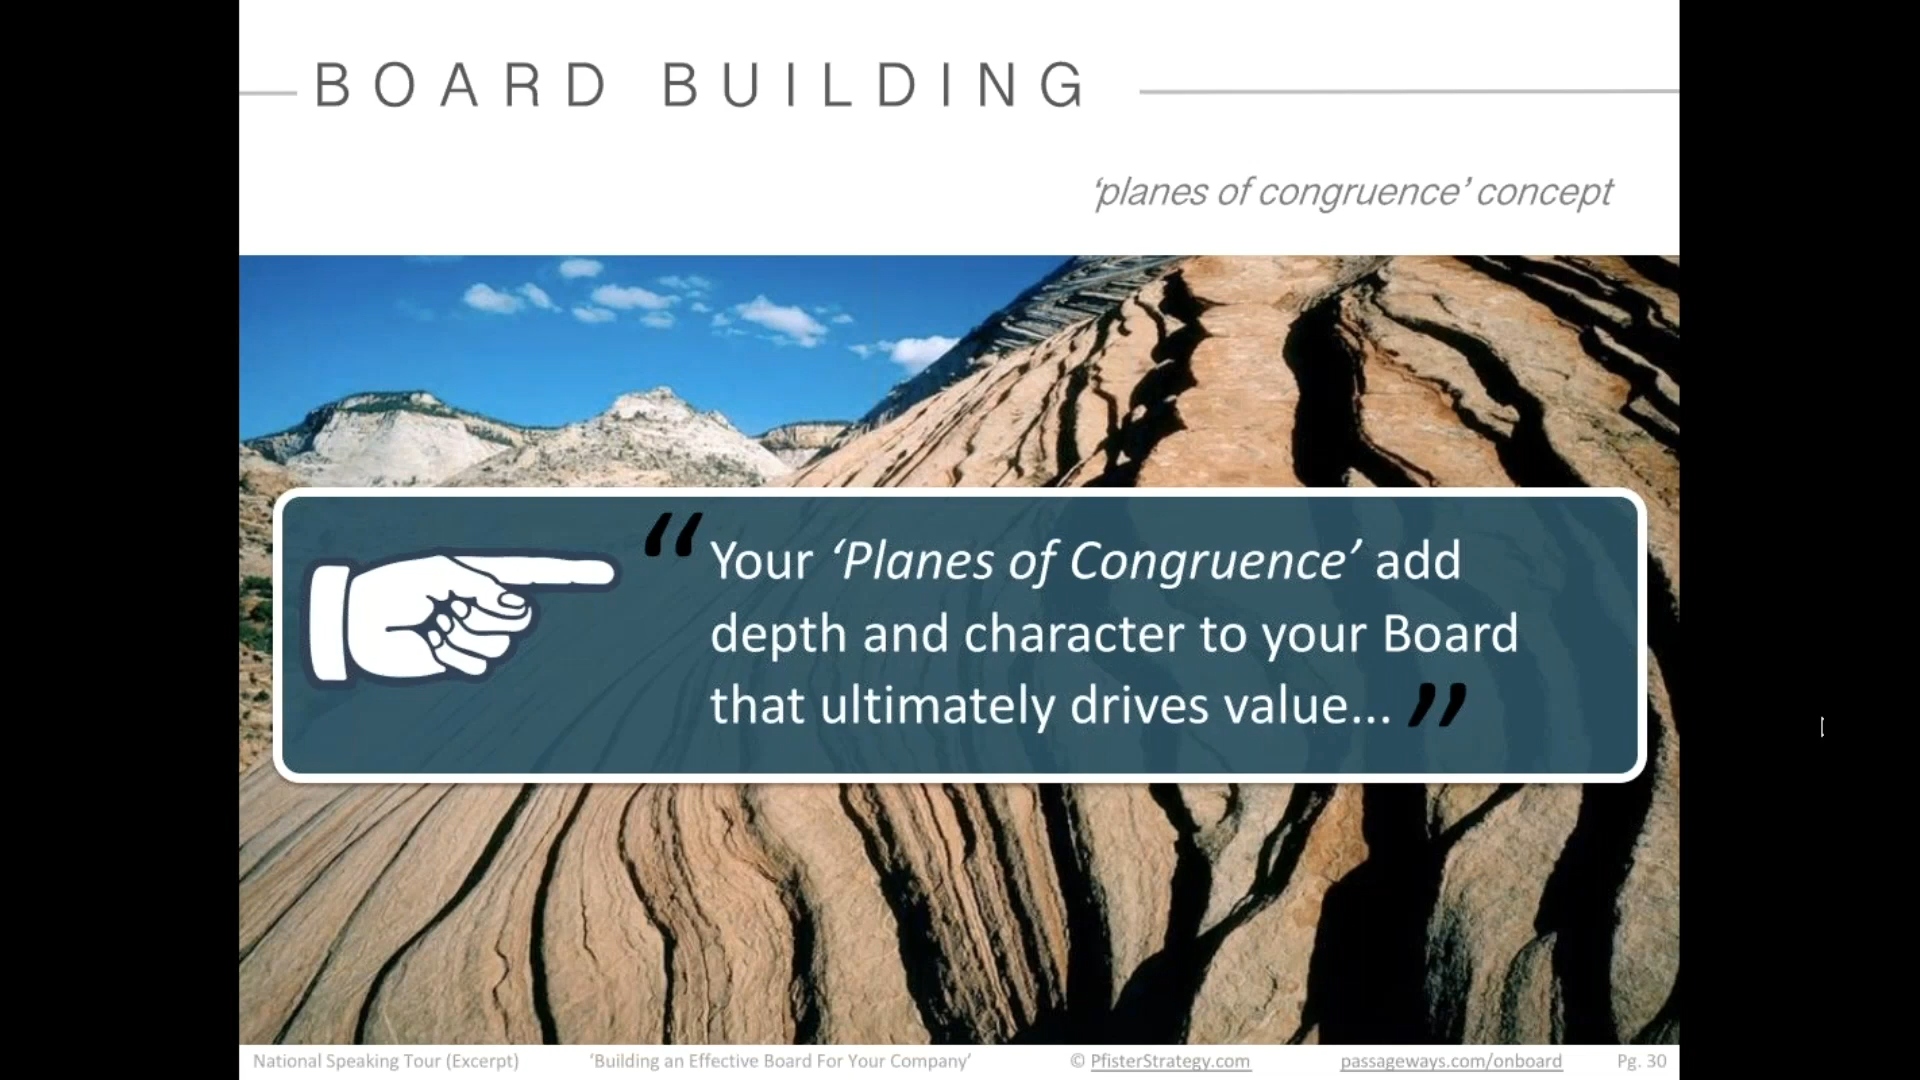 BOARD BUILDING
‘planes of congruence’ concept
“Your ‘Planes of Congruence’ add
depth and character to your Board
that ultimately drives value...”
National Speaking Tour (Excerpt) ‘Building an Effective Board For Your Company’ © PfisterStrategy.com passageways.com/onboard Pg. 30